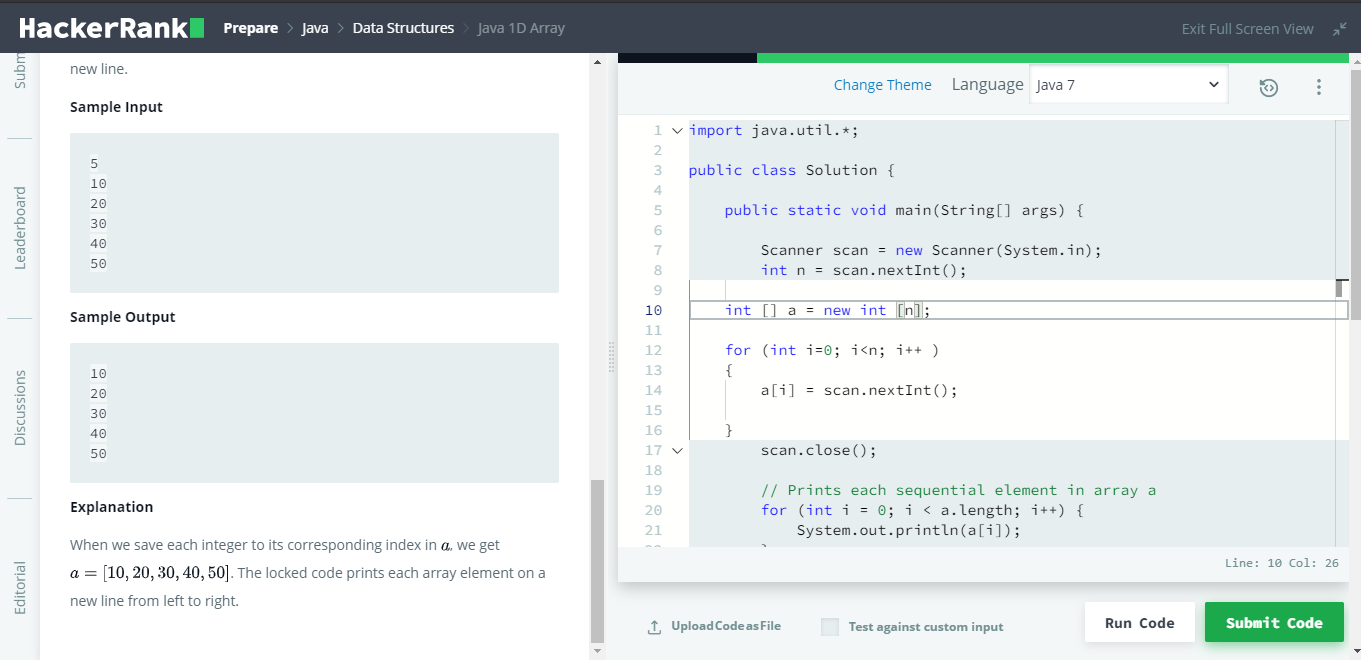 HackerRank Prepare > Java > Data Structures > Java 1D Array Exit Full Screen View
Subm
Leaderboard
Discussions
Editorial
new line.
Sample Input
5
10
20
30
40
50
Sample Output
10
20
30
40
50
Explanation
When we save each integer to its corresponding index in a, we get
a = [10, 20, 30, 40, 50]. The locked code prints each array element on a
new line from left to right.
Change Theme Language Java 7
1 import java.util.*;
2
3 public class Solution {
4
5 public static void main(String[] args) {
6
7 Scanner scan = new Scanner(System.in);
8 int n = scan.nextInt();
9
10 int [] a = new int [n];
11
12 for (int i=0; i<n; i++ )
13 {
14 a[i] = scan.nextInt();
15
16 }
17 scan.close();
18
19 // Prints each sequential element in array a
20 for (int i = 0; i < a.length; i++) {
21 System.out.println(a[i]);
Line: 10 Col: 26
Upload Code as File Test against custom input Run Code Submit Code